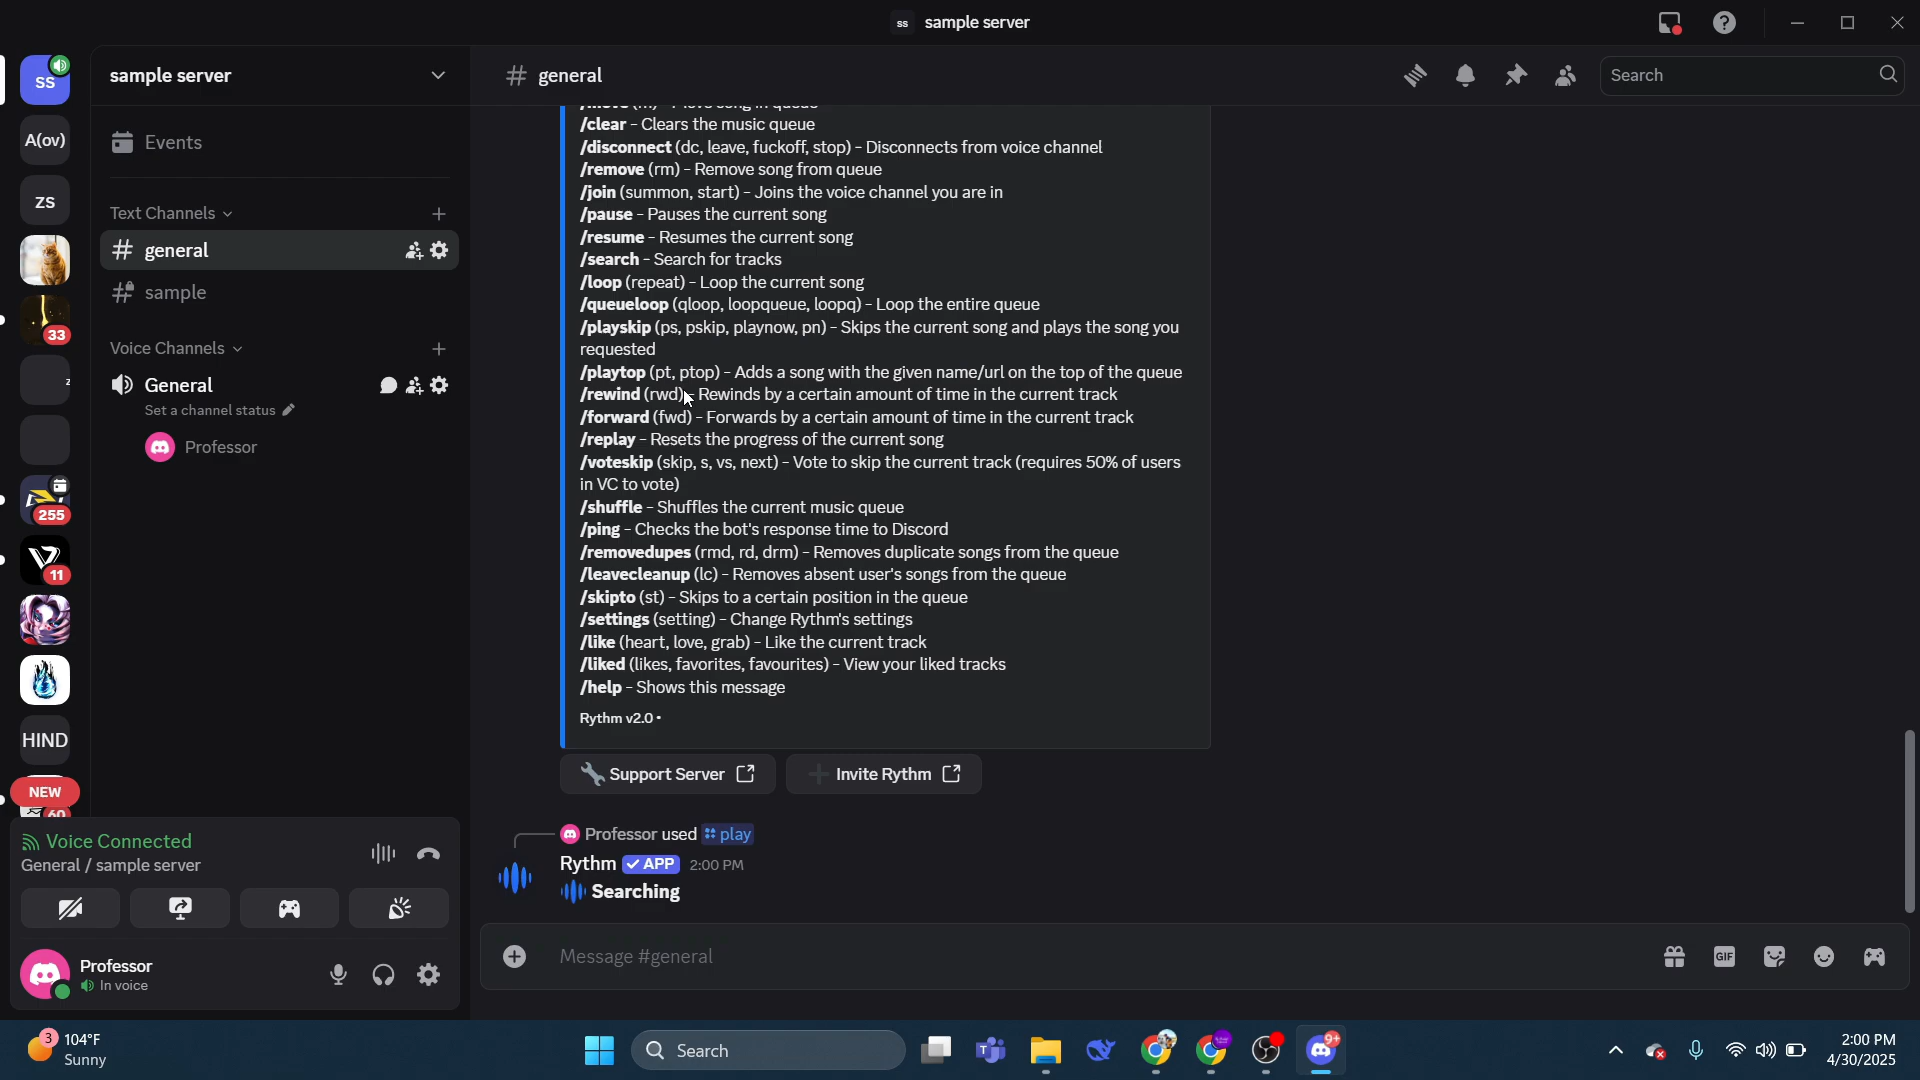 ss sample server
SS
sample server
# general
Search
A(ov)
Events
/clear - Clears the music queue
/disconnect (dc, leave, fuckoff, stop) - Disconnects from voice channel
/remove (rm) - Remove song from queue
/join (summon, start) - Joins the voice channel you are in
/pause - Pauses the current song
/resume - Resumes the current song
/search - Search for tracks
/loop (repeat) - Loop the current song
/queueloop (qloop, loopqueue, loopq) - Loop the entire queue
/playskip (ps, pskip, playnow, pn) - Skips the current song and plays the song you
requested
/playtop (pt, ptop) - Adds a song with the given name/url on the top of the queue
/rewind (rwd) - Rewinds by a certain amount of time in the current track
/forward (fwd) - Forwards by a certain amount of time in the current track
/replay - Resets the progress of the current song
/voteskip (skip, s, vs, next) - Vote to skip the current track (requires 50% of users
in VC to vote)
/shuffle - Shuffles the current music queue
/ping - Checks the bot's response time to Discord
/removedupes (rmd, rd, drm) - Removes duplicate songs from the queue
/leavecleanup (lc) - Removes absent user's songs from the queue
/skipto (st) - Skips to a certain position in the queue
/settings (setting) - Change Rythm's settings
/like (heart, love, grab) - Like the current track
/liked (likes, favorites, favourites) - View your liked tracks
/help - Shows this message
Rythm v2.0 •
Support Server
Invite Rythm
Professor used play
Rythm ✓ APP 2:00 PM
Searching
Message #general
GIF
ZS
Text Channels
# general
# sample
33
Voice Channels
General
Set a channel status
Professor
z
255
11
HIND
NEW
60
Voice Connected
General / sample server
Professor
In voice
3
104°F
Sunny
Search
9+
2:00 PM
4/30/2025